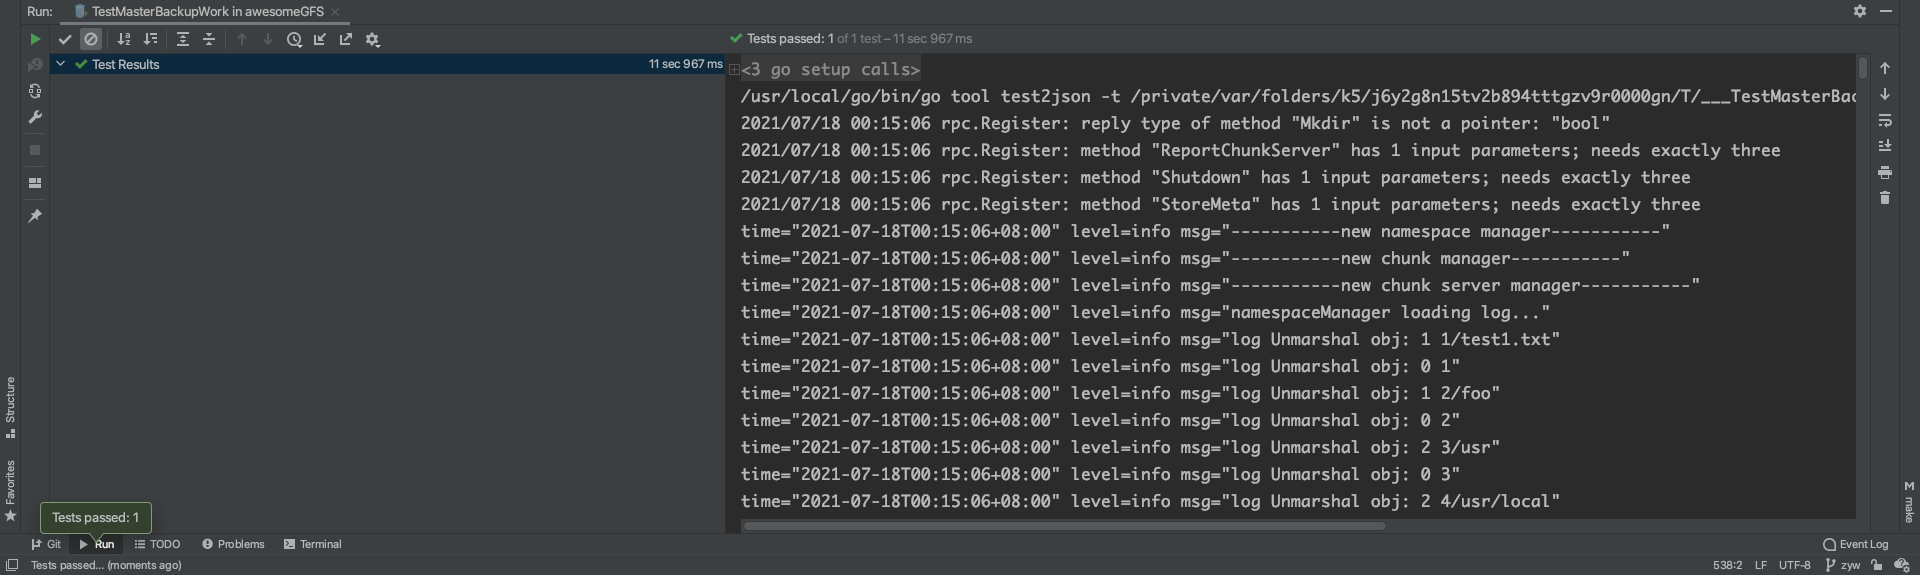 Run: TestMasterBackupWork in awesomeGFS
Tests passed: 1 of 1 test – 11 sec 967 ms
Test Results 11 sec 967 ms
<3 go setup calls>
/usr/local/go/bin/go tool test2json -t /private/var/folders/k5/j6y2g8n15tv2b894tttgzv9r0000gn/T/___TestMasterBac
2021/07/18 00:15:06 rpc.Register: reply type of method "Mkdir" is not a pointer: "bool"
2021/07/18 00:15:06 rpc.Register: method "ReportChunkServer" has 1 input parameters; needs exactly three
2021/07/18 00:15:06 rpc.Register: method "Shutdown" has 1 input parameters; needs exactly three
2021/07/18 00:15:06 rpc.Register: method "StoreMeta" has 1 input parameters; needs exactly three
time="2021-07-18T00:15:06+08:00" level=info msg="-----------new namespace manager-----------"
time="2021-07-18T00:15:06+08:00" level=info msg="-----------new chunk manager-----------"
time="2021-07-18T00:15:06+08:00" level=info msg="-----------new chunk server manager-----------"
time="2021-07-18T00:15:06+08:00" level=info msg="namespaceManager loading log..."
time="2021-07-18T00:15:06+08:00" level=info msg="log Unmarshal obj: 1 1/test1.txt"
time="2021-07-18T00:15:06+08:00" level=info msg="log Unmarshal obj: 0 1"
time="2021-07-18T00:15:06+08:00" level=info msg="log Unmarshal obj: 1 2/foo"
time="2021-07-18T00:15:06+08:00" level=info msg="log Unmarshal obj: 0 2"
time="2021-07-18T00:15:06+08:00" level=info msg="log Unmarshal obj: 2 3/usr"
time="2021-07-18T00:15:06+08:00" level=info msg="log Unmarshal obj: 0 3"
time="2021-07-18T00:15:06+08:00" level=info msg="log Unmarshal obj: 2 4/usr/local"
Structure
Favorites
M make
Tests passed: 1
Git Run TODO Problems Terminal Event Log
Tests passed... (moments ago) 538:2 LF UTF-8 zyw